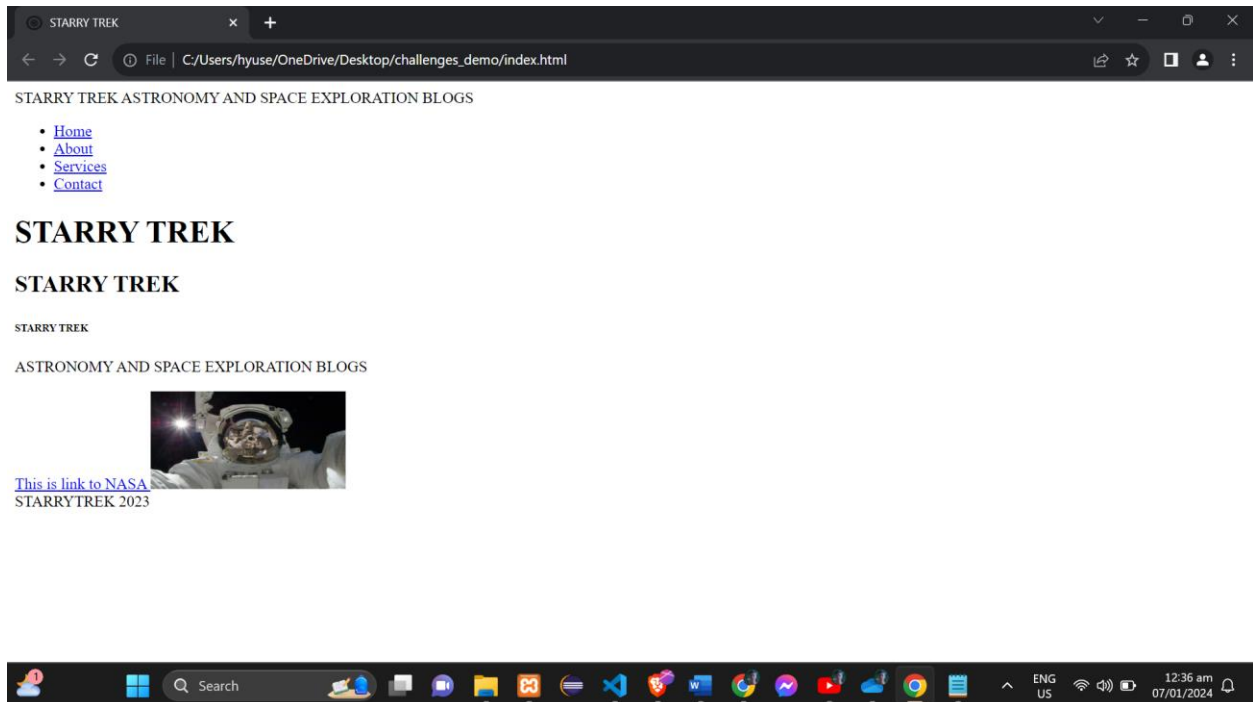 STARRY TREK
File | C:/Users/hyuse/OneDrive/Desktop/challenges_demo/index.html
STARRY TREK ASTRONOMY AND SPACE EXPLORATION BLOGS
Home
About
Services
Contact
STARRY TREK
STARRY TREK
STARRY TREK
ASTRONOMY AND SPACE EXPLORATION BLOGS
This is link to NASA
STARRYTREK 2023
1 Search ENG 12:36 am
US 07/01/2024